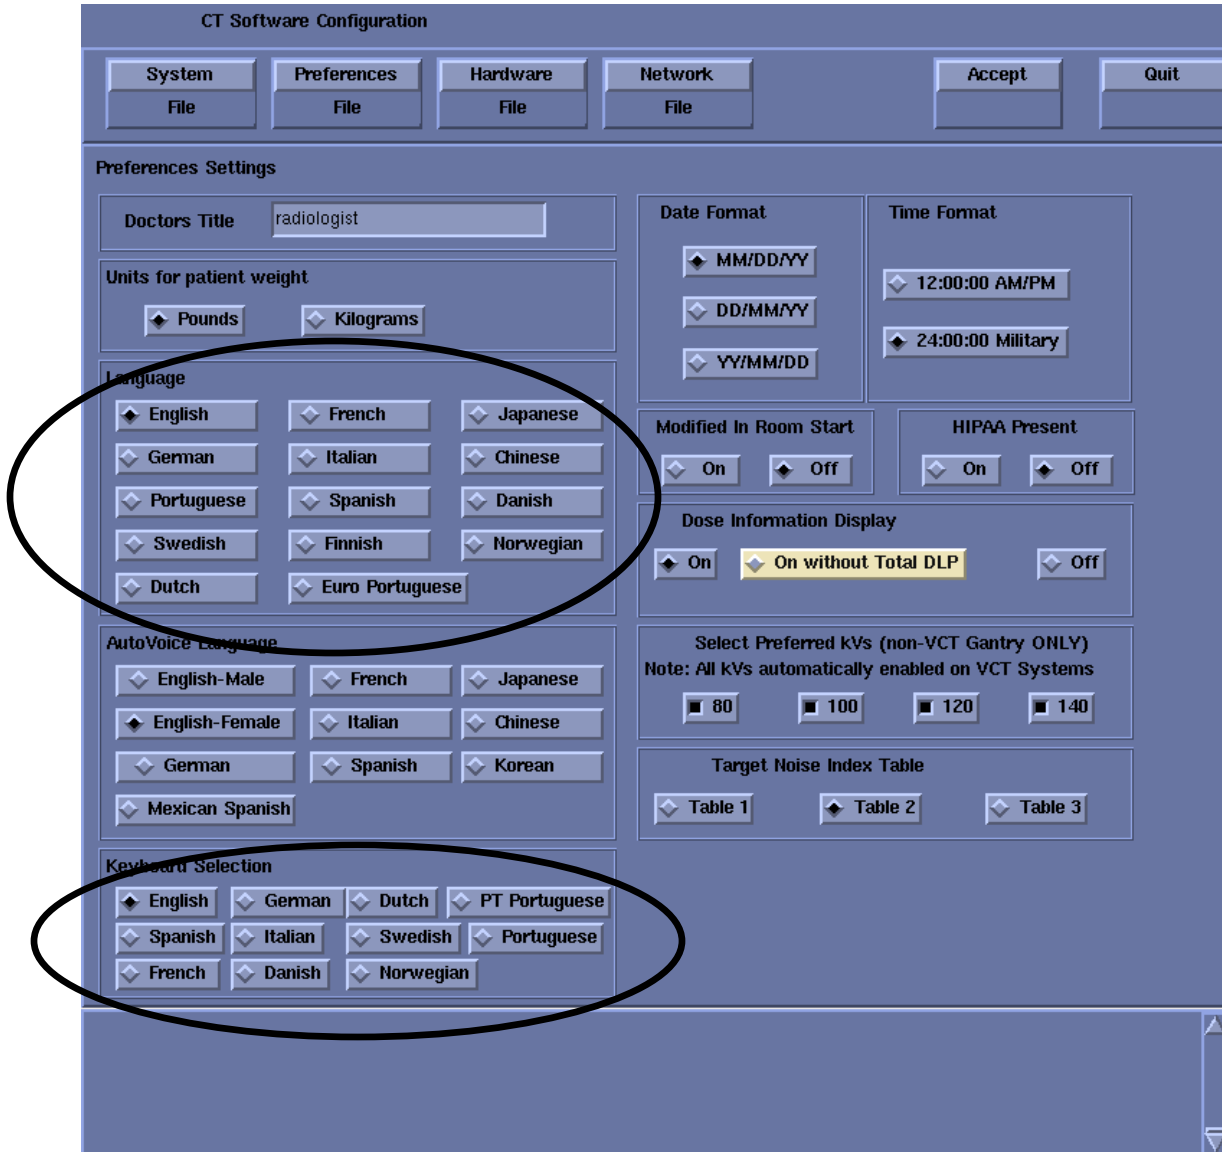 CT Software Configuration
System Preferences Hardware Network Accept Quit
File File File File
Preferences Settings
Doctors Title radiologist
Units for patient weight
Pounds Kilograms
Language
English French Japanese
German Italian Chinese
Portuguese Spanish Danish
Swedish Finnish Norwegian
Dutch Euro Portuguese
AutoVoice Language
English-Male French Japanese
English-Female Italian Chinese
German Spanish Korean
Mexican Spanish
Keyboard Selection
English German Dutch PT Portuguese
Spanish Italian Swedish Portuguese
French Danish Norwegian
Date Format
MM/DD/YY
DD/MM/YY
YY/MM/DD
Time Format
12:00:00 AM/PM
24:00:00 Military
Modified In Room Start
On Off
HIPAA Present
On Off
Dose Information Display
On On without Total DLP Off
Select Preferred kVs (non-VCT Gantry ONLY)
Note: All kVs automatically enabled on VCT Systems
80 100 120 140
Target Noise Index Table
Table 1 Table 2 Table 3